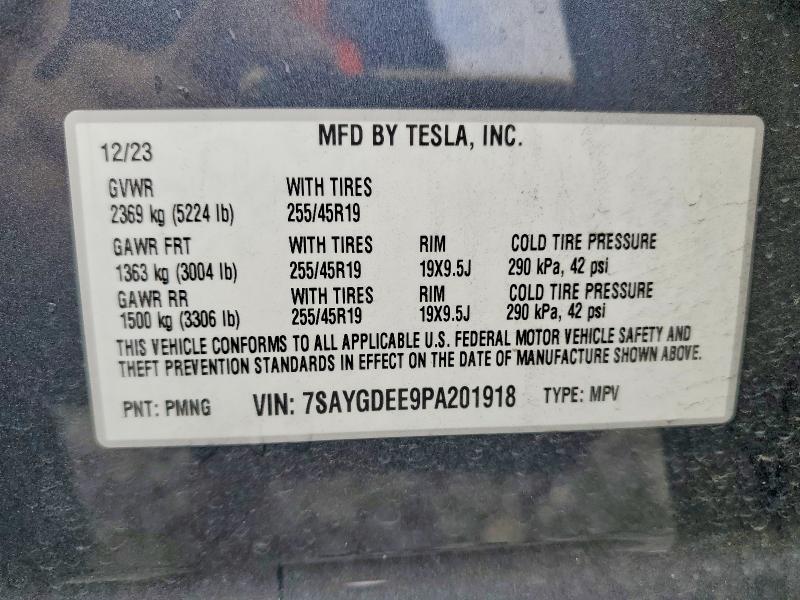 MFD BY TESLA, INC.
12/23
GVWR WITH TIRES
2369 kg (5224 lb) 255/45R19
GAWR FRT WITH TIRES RIM COLD TIRE PRESSURE
1363 kg (3004 lb) 255/45R19 19X9.5J 290 kPa, 42 psi
GAWR RR WITH TIRES RIM COLD TIRE PRESSURE
1500 kg (3306 lb) 255/45R19 19X9.5J 290 kPa, 42 psi
THIS VEHICLE CONFORMS TO ALL APPLICABLE U.S. FEDERAL MOTOR VEHICLE SAFETY AND
THEFT PREVENTION STANDARDS IN EFFECT ON THE DATE OF MANUFACTURE SHOWN ABOVE.
PNT: PMNG VIN: 7SAYGDEE9PA201918 TYPE: MPV